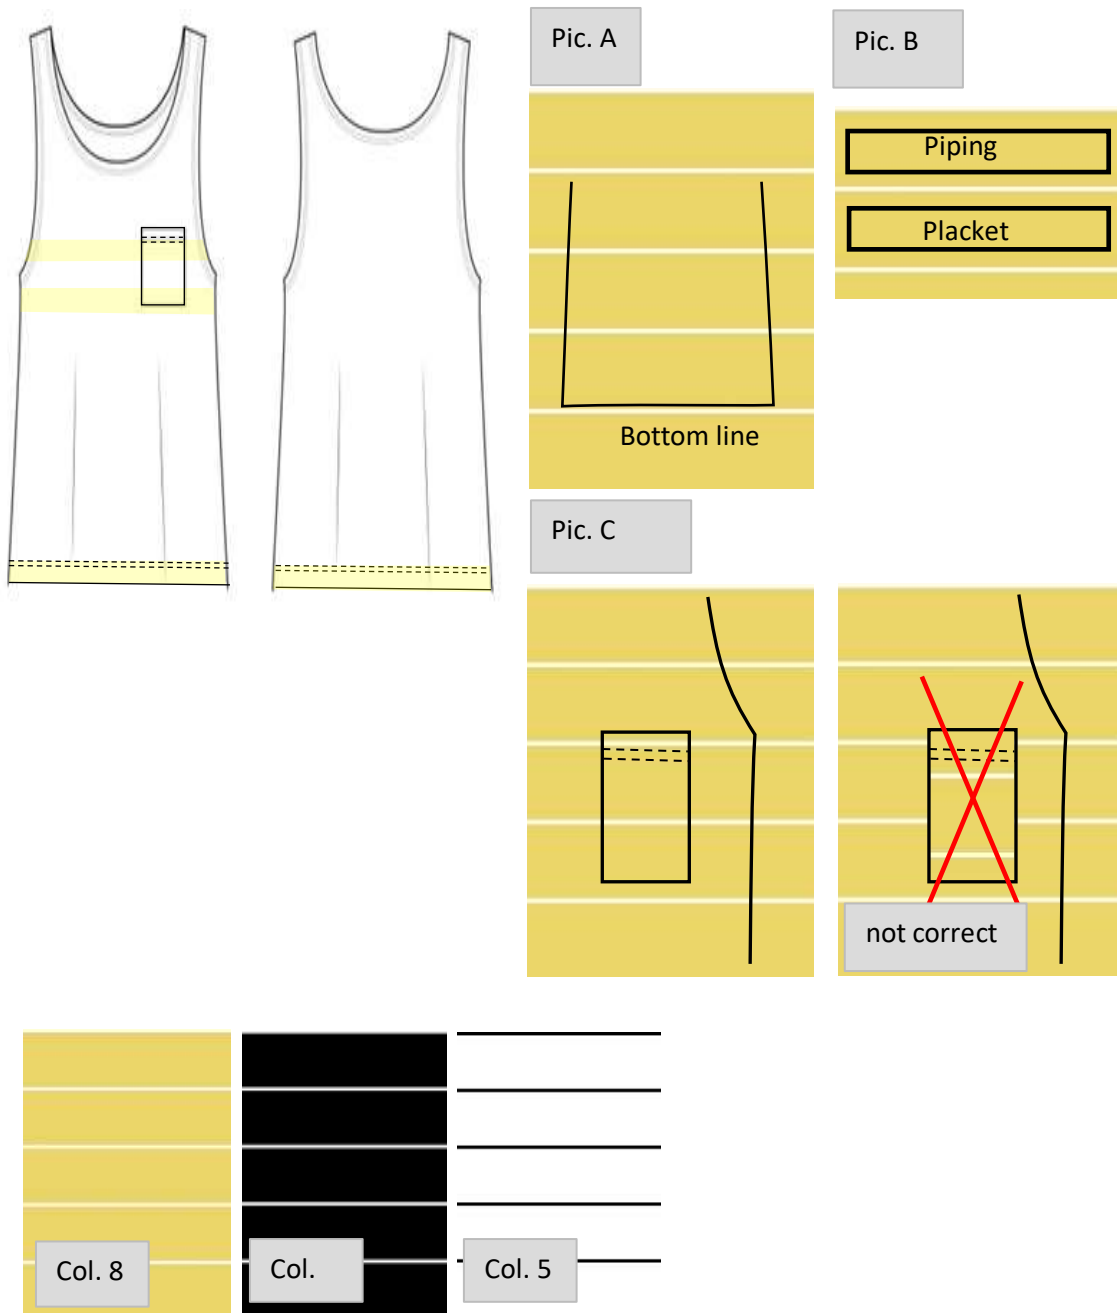 Pic. A
Pic. B
Piping
Placket
Bottom line
Pic. C
not correct
Col. 8
Col.
Col. 5